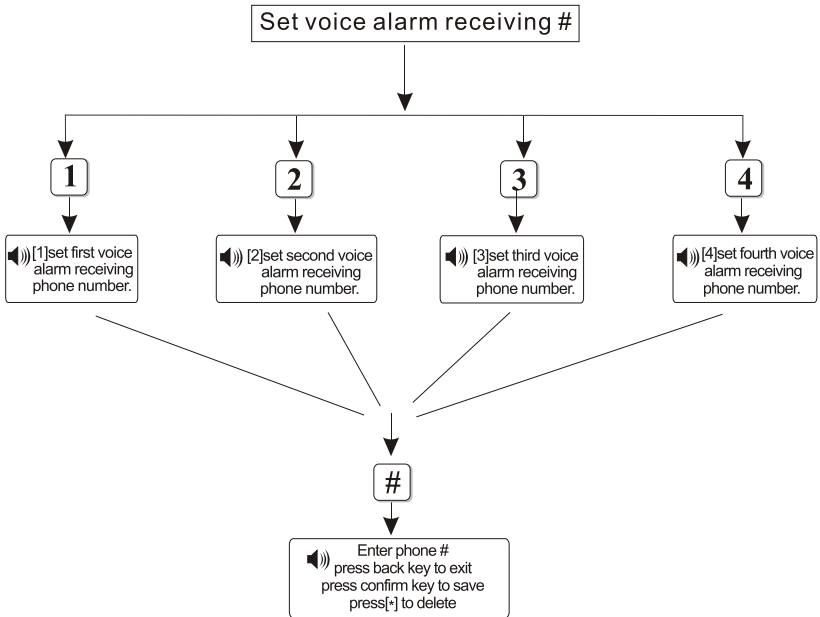 Set voice alarm receiving #
1
2
3
4
[1]set first voice
alarm receiving
phone number.
[2]set second voice
alarm receiving
phone number.
[3]set third voice
alarm receiving
phone number.
[4]set fourth voice
alarm receiving
phone number.
#
Enter phone #
press back key to exit
press confirm key to save
press[*] to delete